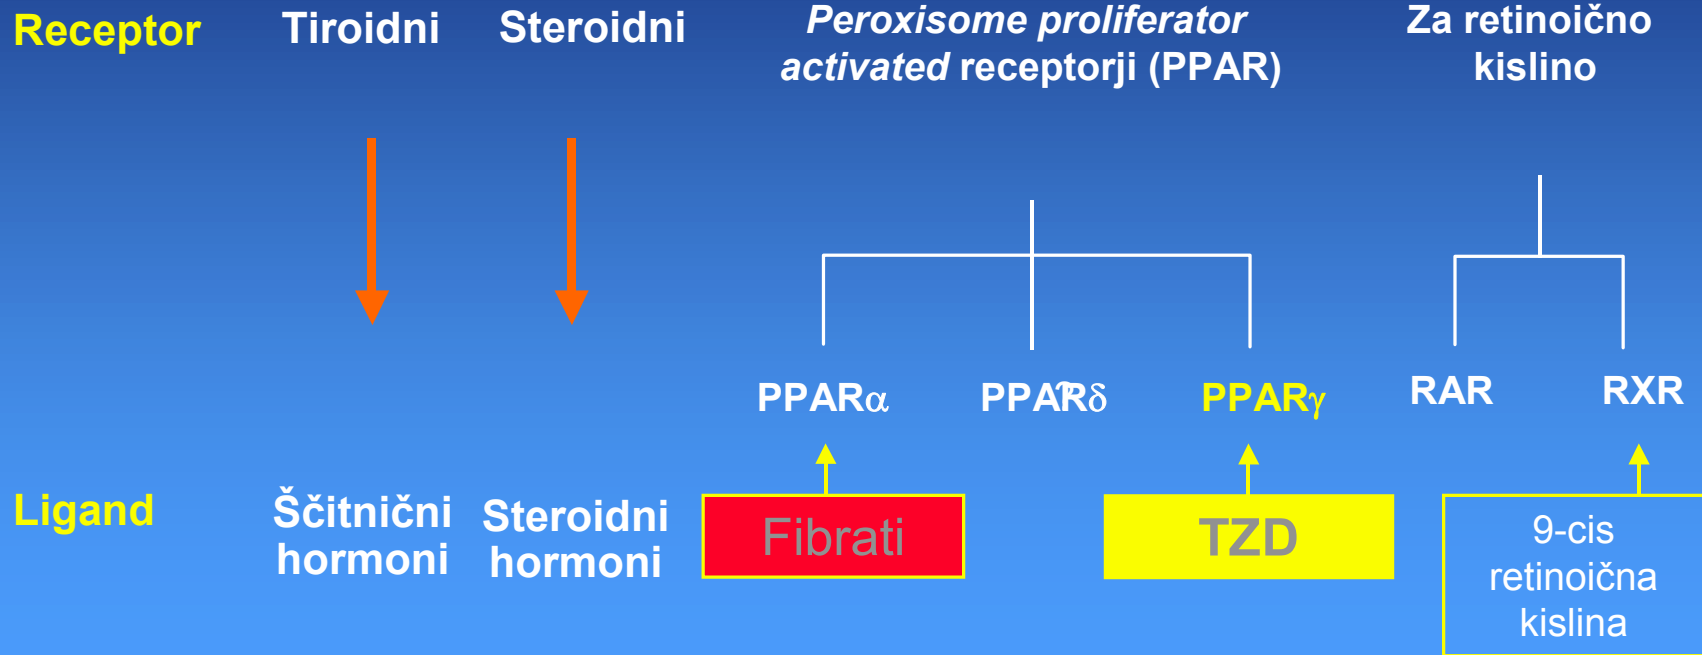 Receptor
Tiroidni
Steroidni
Peroxisome proliferator
activated receptorji (PPAR)
Za retinoično
kislino
PPARα
PPARδ
PPARγ
RAR
RXR
Ligand
Ščitnični
hormoni
Steroidni
hormoni
Fibrati
TZD
9-cis
retinoična
kislina